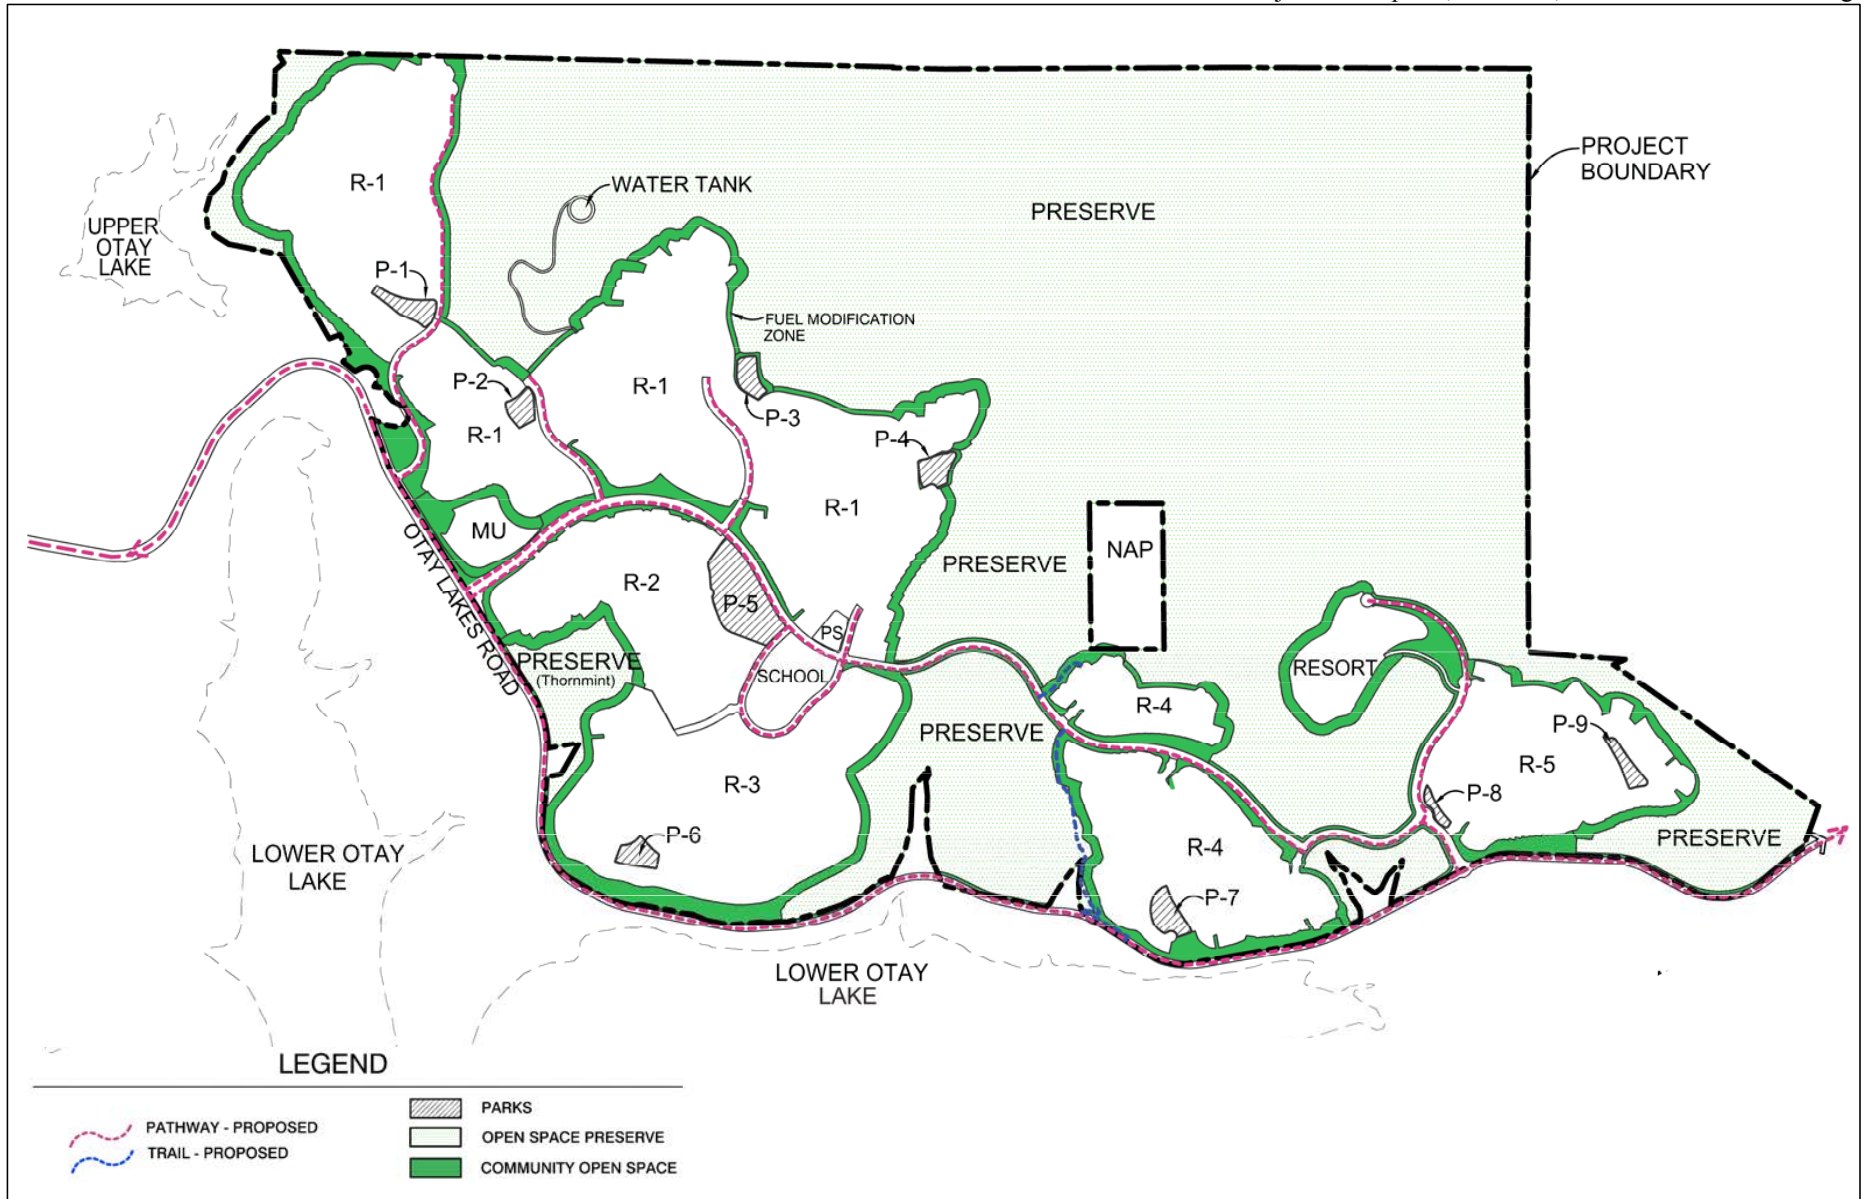 PROJECT
BOUNDARY
R-1
WATER TANK
PRESERVE
UPPER
OTAY
LAKE
P-1
FUEL MODIFICATION
ZONE
P-2
R-1
P-3
R-1
P-4
R-1
MU
OTAY LAKES ROAD
PRESERVE
NAP
R-2
P-5
PS
PRESERVE
(Thornmint)
SCHOOL
RESORT
R-4
PRESERVE
P-9
R-5
R-3
P-8
P-6
PRESERVE
R-4
LOWER OTAY
LAKE
P-7
LOWER OTAY
LAKE
LEGEND
PATHWAY - PROPOSED
TRAIL - PROPOSED
PARKS
OPEN SPACE PRESERVE
COMMUNITY OPEN SPACE